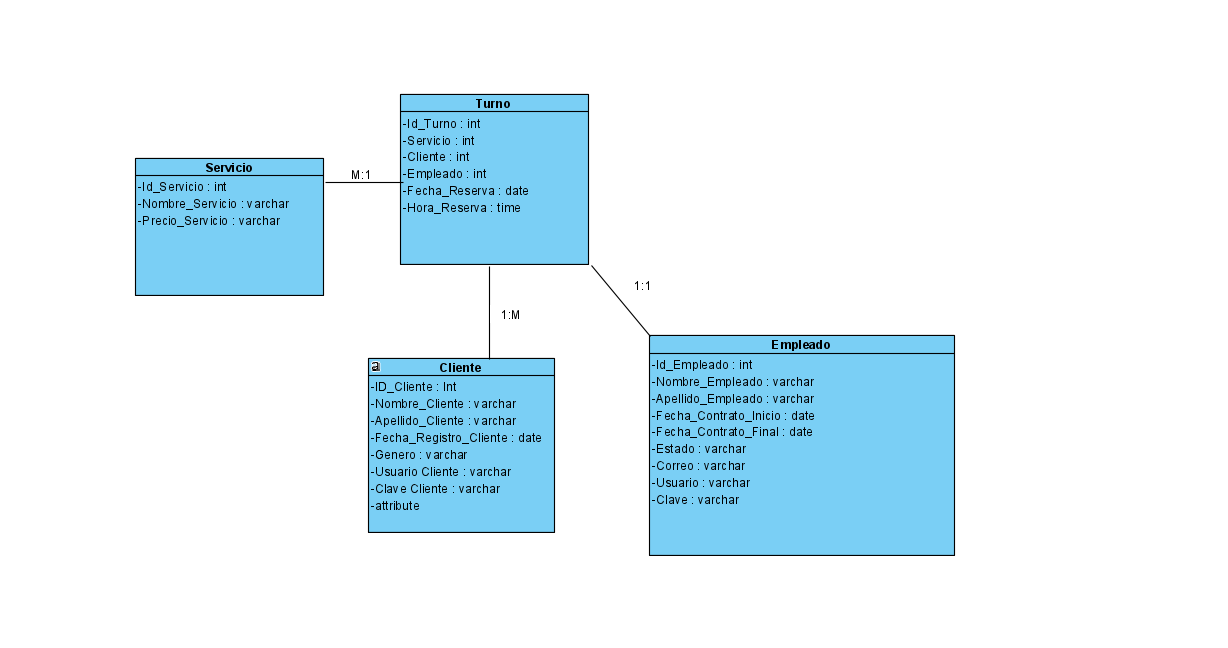 Turno
-Id_Turno : int
-Servicio : int
-Cliente : int
-Empleado : int
-Fecha_Reserva : date
-Hora_Reserva : time
Servicio
-Id_Servicio : int
-Nombre_Servicio : varchar
-Precio_Servicio : varchar
M:1
1:M
1:1
a
Cliente
-ID_Cliente : Int
-Nombre_Cliente : varchar
-Apellido_Cliente : varchar
-Fecha_Registro_Cliente : date
-Genero : varchar
-Usuario Cliente : varchar
-Clave Cliente : varchar
-attribute
Empleado
-Id_Empleado : int
-Nombre_Empleado : varchar
-Apellido_Empleado : varchar
-Fecha_Contrato_Inicio : date
-Fecha_Contrato_Final : date
-Estado : varchar
-Correo : varchar
-Usuario : varchar
-Clave : varchar